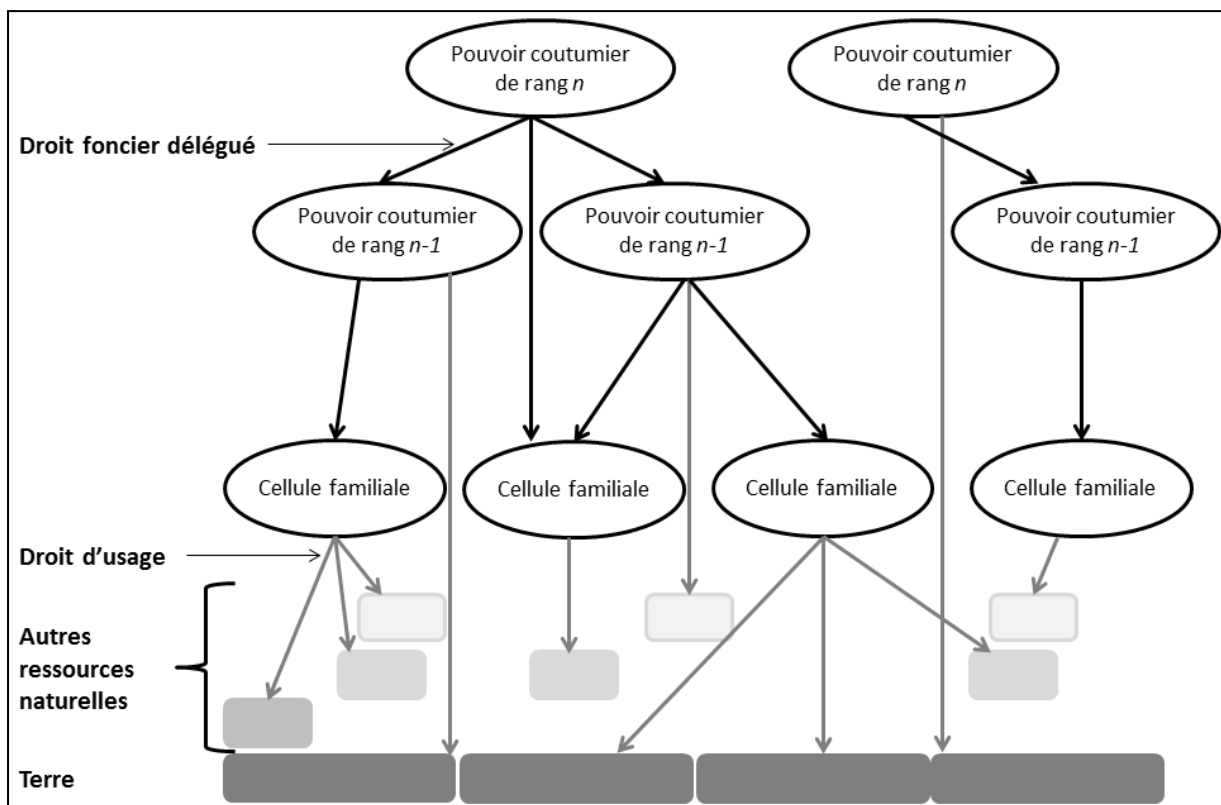 Pouvoir coutumier
de rang n
Pouvoir coutumier
de rang n
Droit foncier délégué
Pouvoir coutumier
de rang n-1
Pouvoir coutumier
de rang n-1
Pouvoir coutumier
de rang n-1
Cellule familiale
Cellule familiale
Cellule familiale
Cellule familiale
Droit d’usage
Autres
ressources
naturelles
Terre